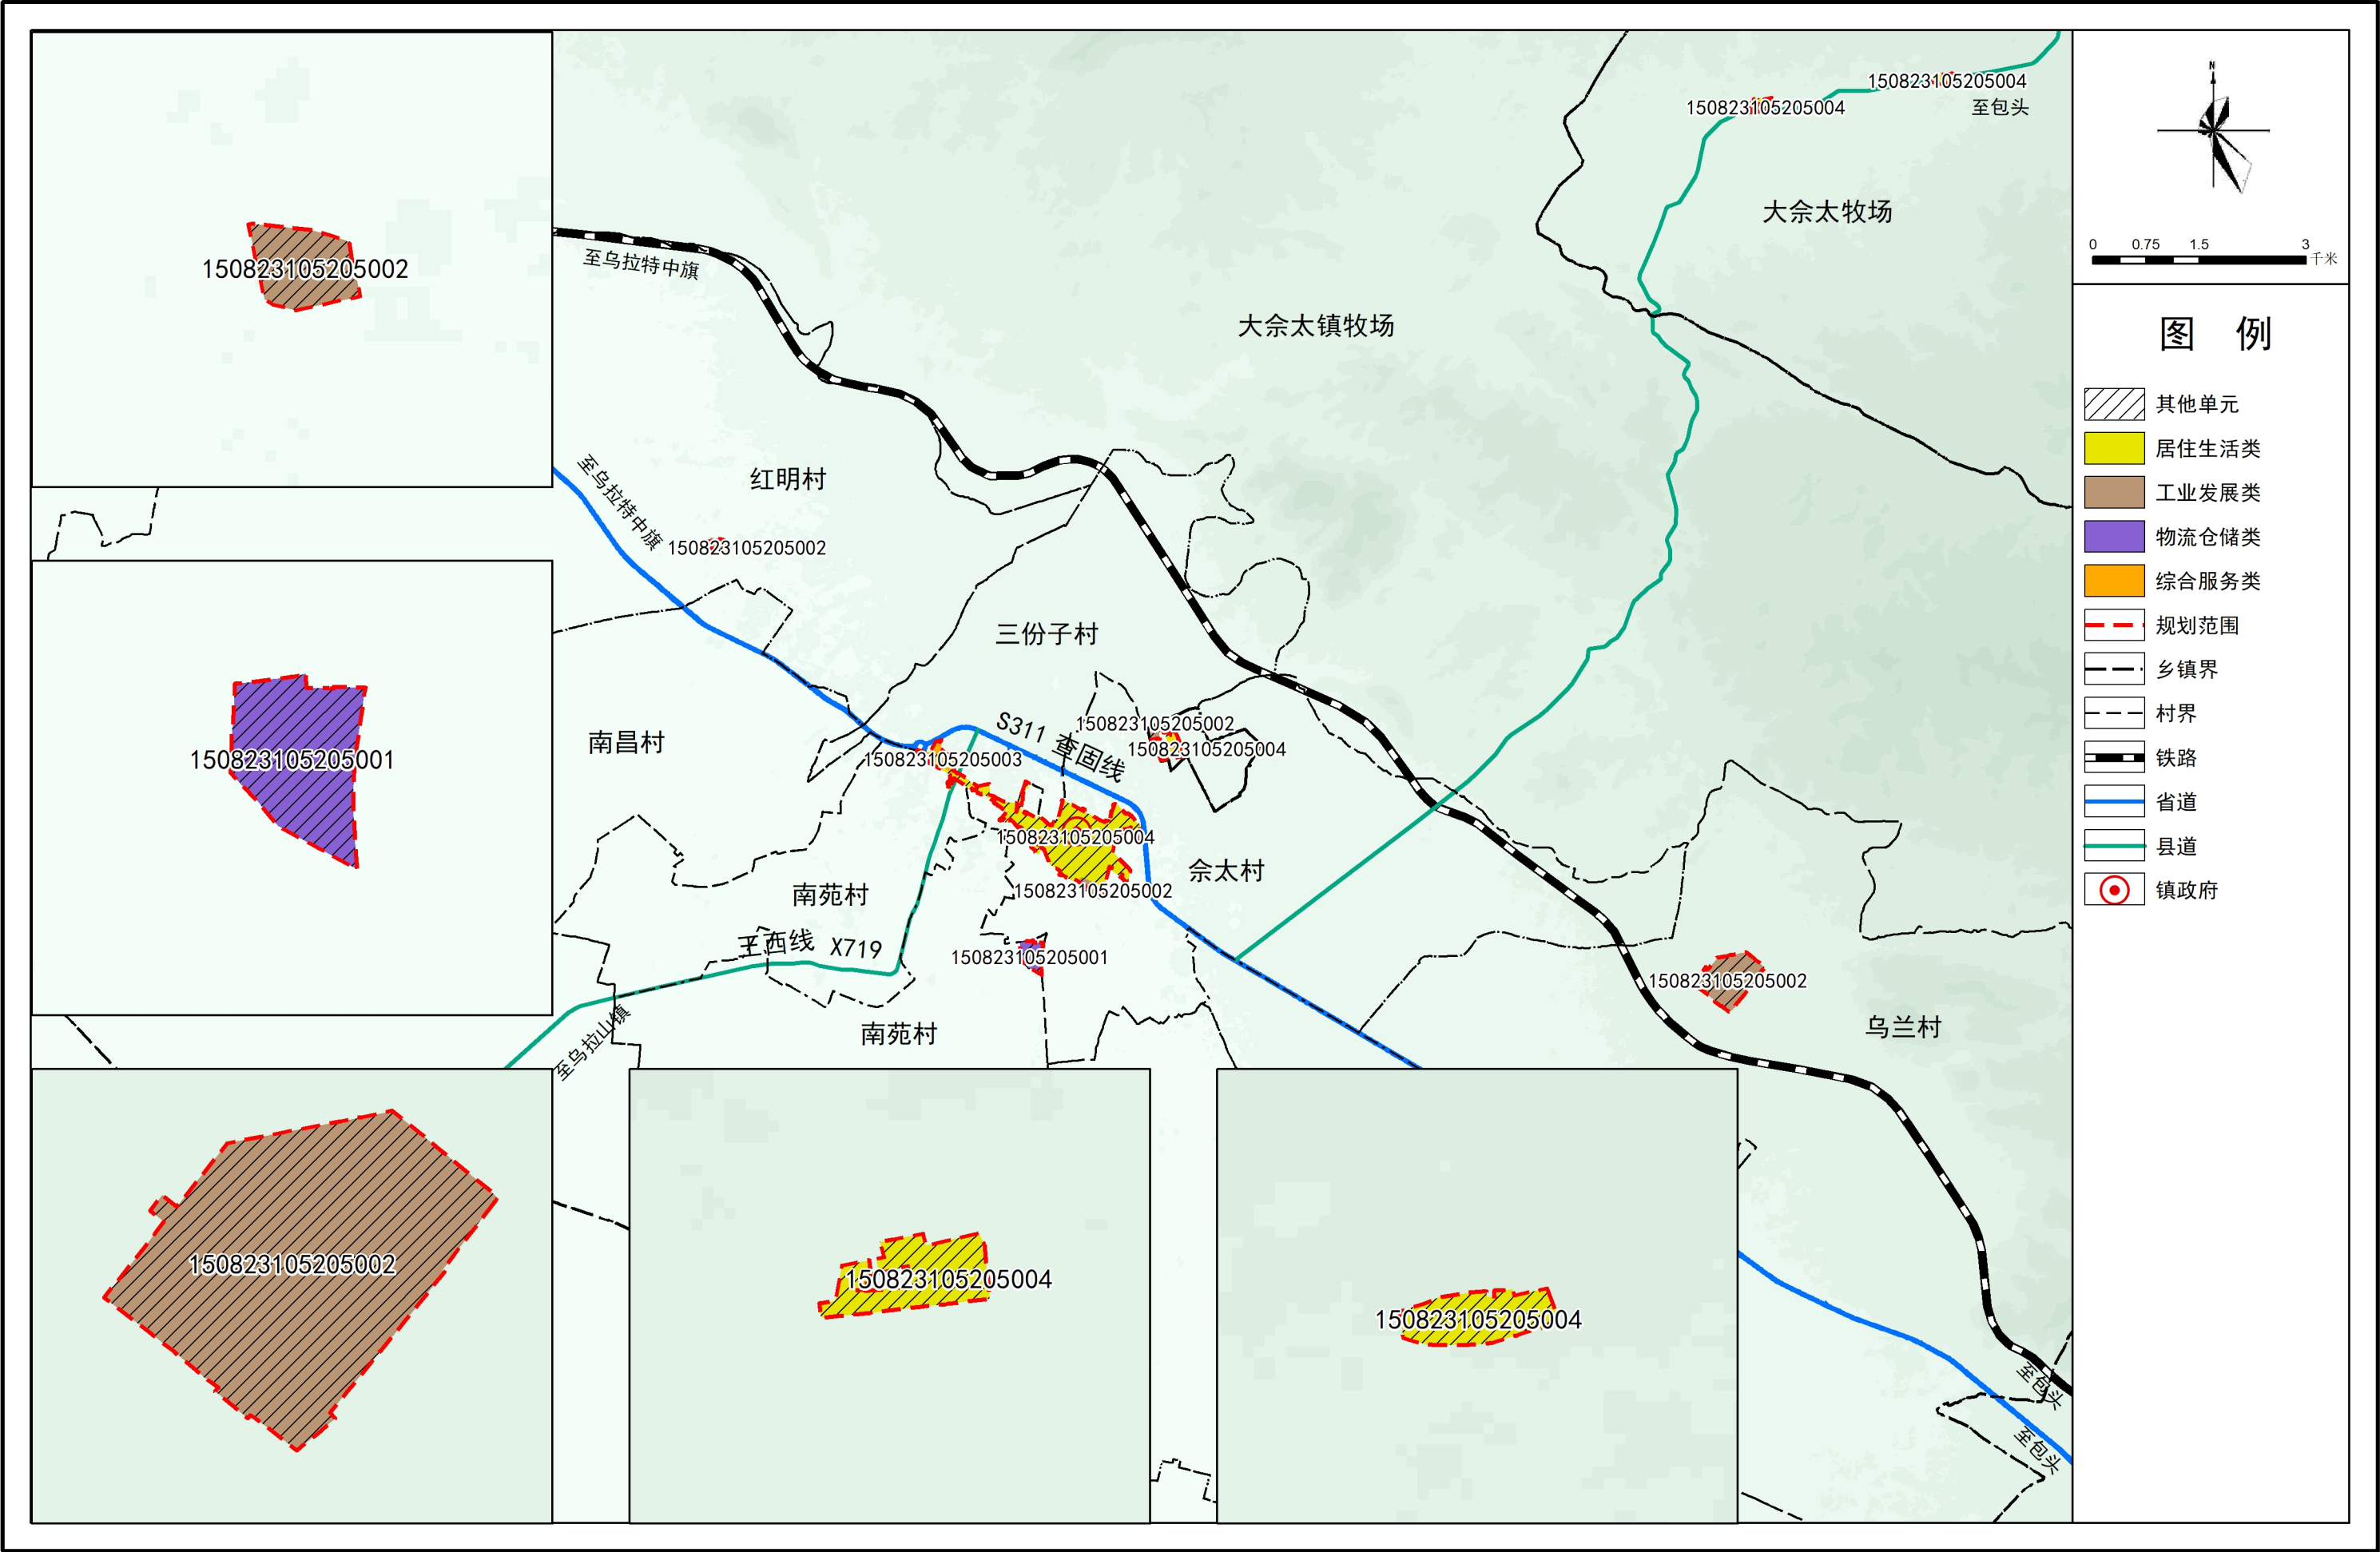 150823105205002
150823105205001
150823105205002
150823105205004
150823105205004
150823105205004
150823105205004
至包头
大佘太牧场
大佘太镇牧场
至乌拉特中旗
红明村
至乌拉特中旗
150823105205002
三份子村
南昌村
S311 查固线
150823105205002
150823105205004
150823105205003
150823105205004
佘太村
150823105205002
南苑村
王西线 X719
150823105205001
150823105205002
乌兰村
南苑村
至乌拉山镇
至包头
至包头
N
0 0.75 1.5 3
千米
图 例
其他单元
居住生活类
工业发展类
物流仓储类
综合服务类
规划范围
乡镇界
村界
铁路
省道
县道
镇政府